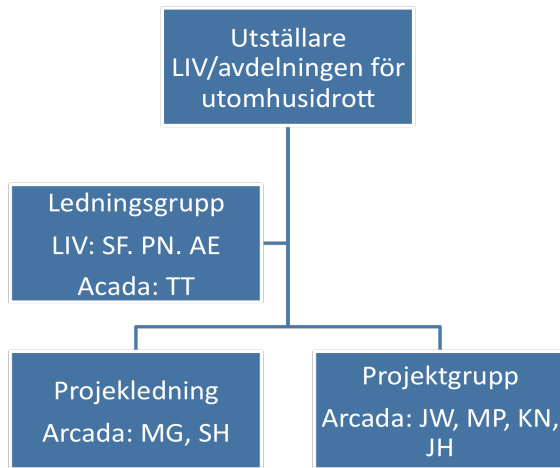 Utställare
LIV/avdelningen för
utomhusidrott
Ledningsgrupp
LIV: SF. PN. AE
Acada: TT
Projekledning
Arcada: MG, SH
Projektgrupp
Arcada: JW, MP, KN,
JH